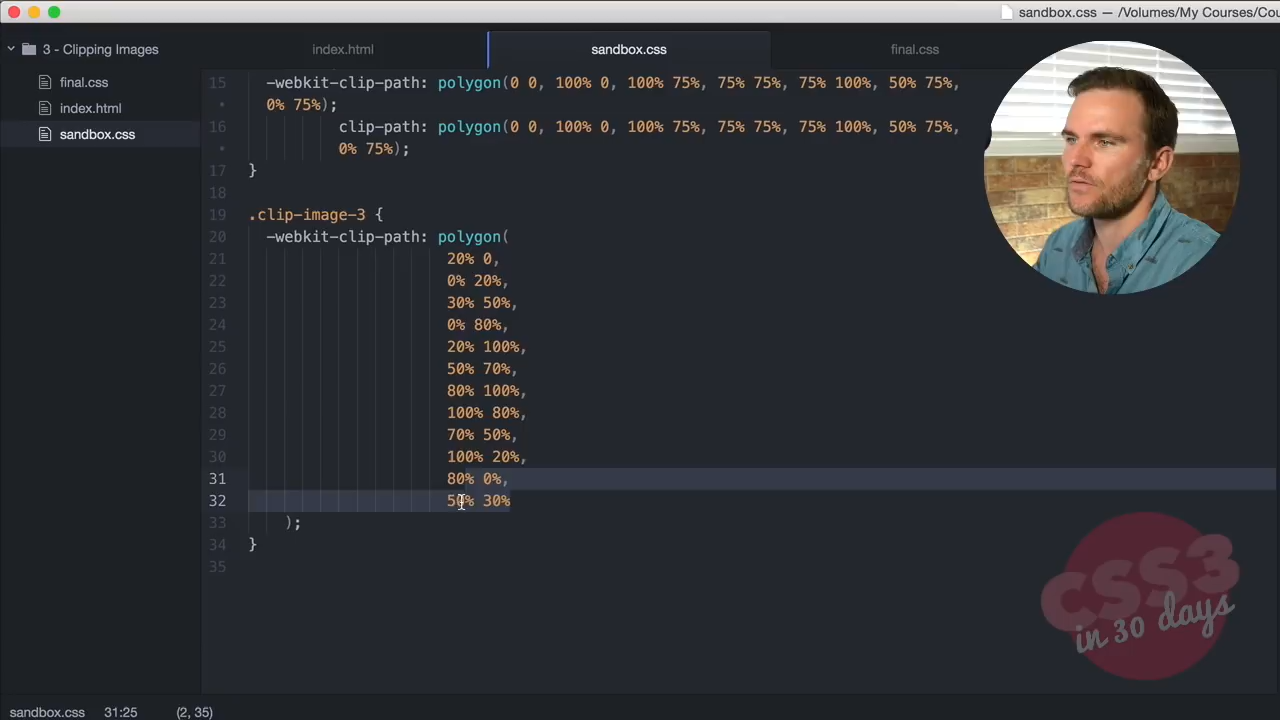 sandbox.css — /Volumes/My Courses/Cou
3 - Clipping Images
index.html
sandbox.css
final.css
final.css
index.html
sandbox.css
15 -webkit-clip-path: polygon(0 0, 100% 0, 100% 75%, 75% 75%, 75% 100%, 50% 75%,
• 0% 75%);
16 clip-path: polygon(0 0, 100% 0, 100% 75%, 75% 75%, 75% 100%, 50% 75%,
• 0% 75%);
17 }
18
19 .clip-image-3 {
20 -webkit-clip-path: polygon(
21 20% 0,
22 0% 20%,
23 30% 50%,
24 0% 80%,
25 20% 100%,
26 50% 70%,
27 80% 100%,
28 100% 80%,
29 70% 50%,
30 100% 20%,
31 80% 0%,
32 50% 30%
33 );
34 }
35
CSS3
in 30 days
sandbox.css 31:25 (2, 35)